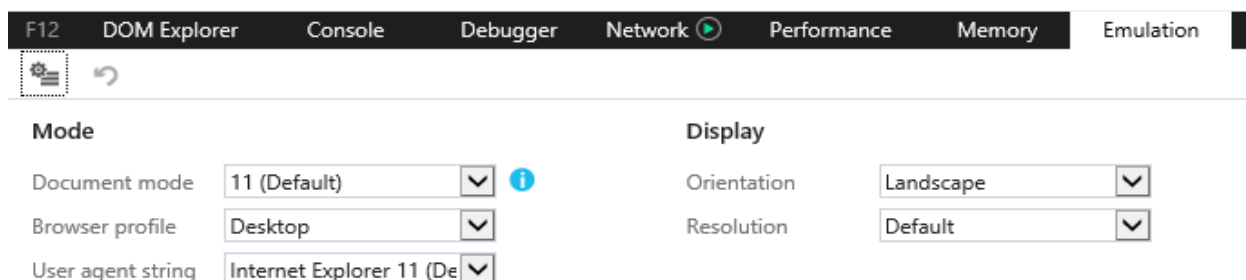 F12 DOM Explorer Console Debugger Network Performance Memory Emulation
Mode Display
Document mode 11 (Default) Orientation Landscape
Browser profile Desktop Resolution Default
User agent string Internet Explorer 11 (De